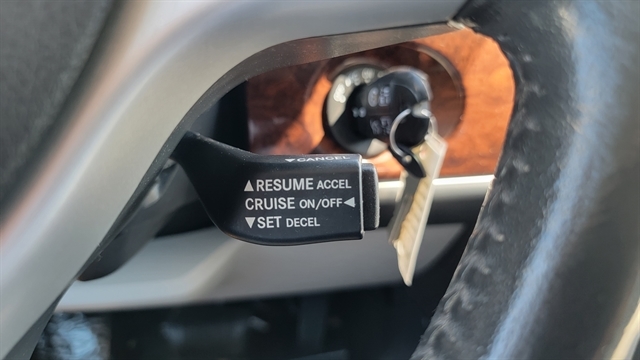 ▼CANCEL
▲RESUME ACCEL
CRUISE ON/OFF◀
▼SET DECEL